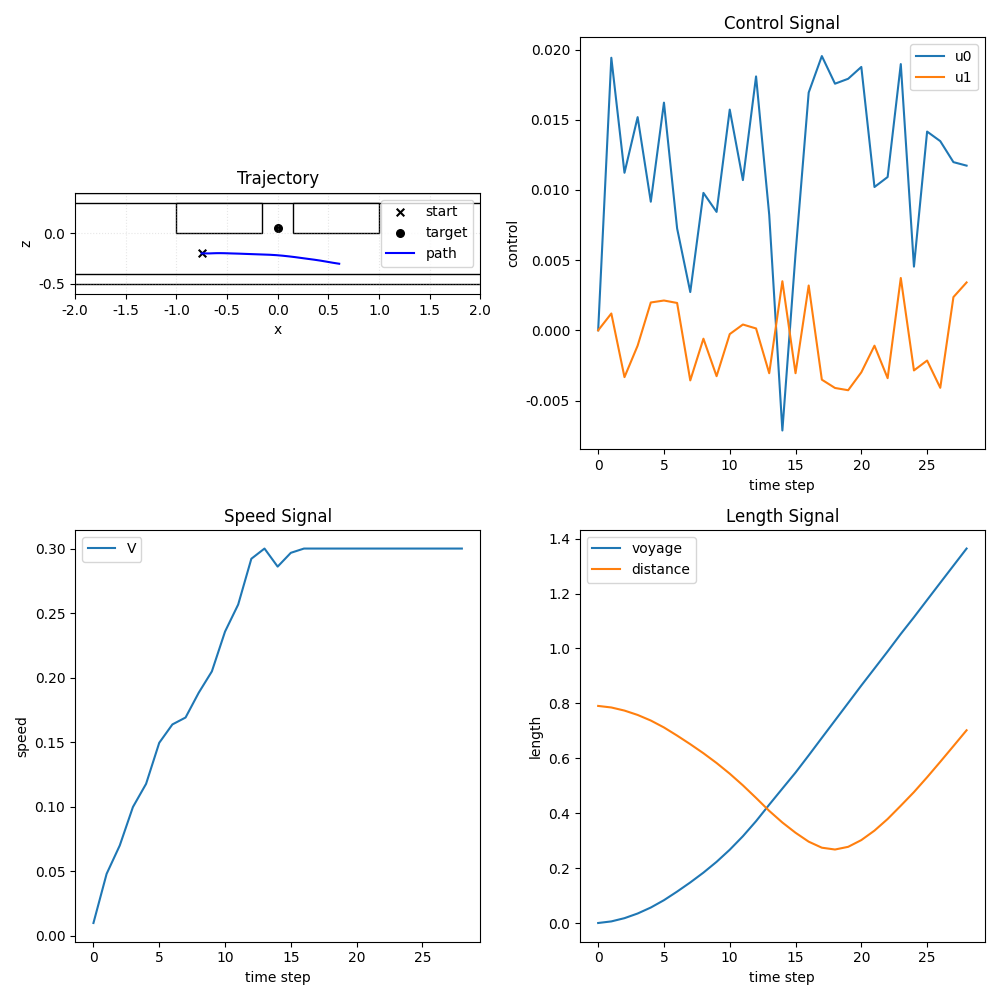 Trajectory
z
0.0
-0.5
-2.0 -1.5 -1.0 -0.5 0.0 0.5 1.0 1.5 2.0
x
start
target
path
Control Signal
control
0.020
0.015
0.010
0.005
0.000
-0.005
0 5 10 15 20 25
time step
u0
u1
Speed Signal
speed
0.30
0.25
0.20
0.15
0.10
0.05
0.00
0 5 10 15 20 25
time step
V
Length Signal
length
1.4
1.2
1.0
0.8
0.6
0.4
0.2
0.0
0 5 10 15 20 25
time step
voyage
distance